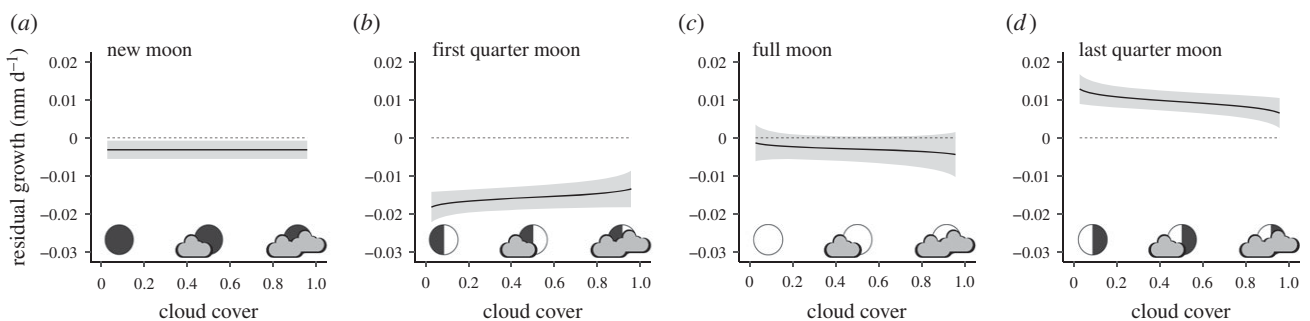 (a)
new moon
residual growth (mm d⁻¹)
0.02
0.01
0
−0.01
−0.02
−0.03
0 0.2 0.4 0.6 0.8 1.0
cloud cover
(b)
first quarter moon
0.02
0.01
0
−0.01
−0.02
−0.03
0 0.2 0.4 0.6 0.8 1.0
cloud cover
(c)
full moon
0.02
0.01
0
−0.01
−0.02
−0.03
0 0.2 0.4 0.6 0.8 1.0
cloud cover
(d)
last quarter moon
0.02
0.01
0
−0.01
−0.02
−0.03
0 0.2 0.4 0.6 0.8 1.0
cloud cover